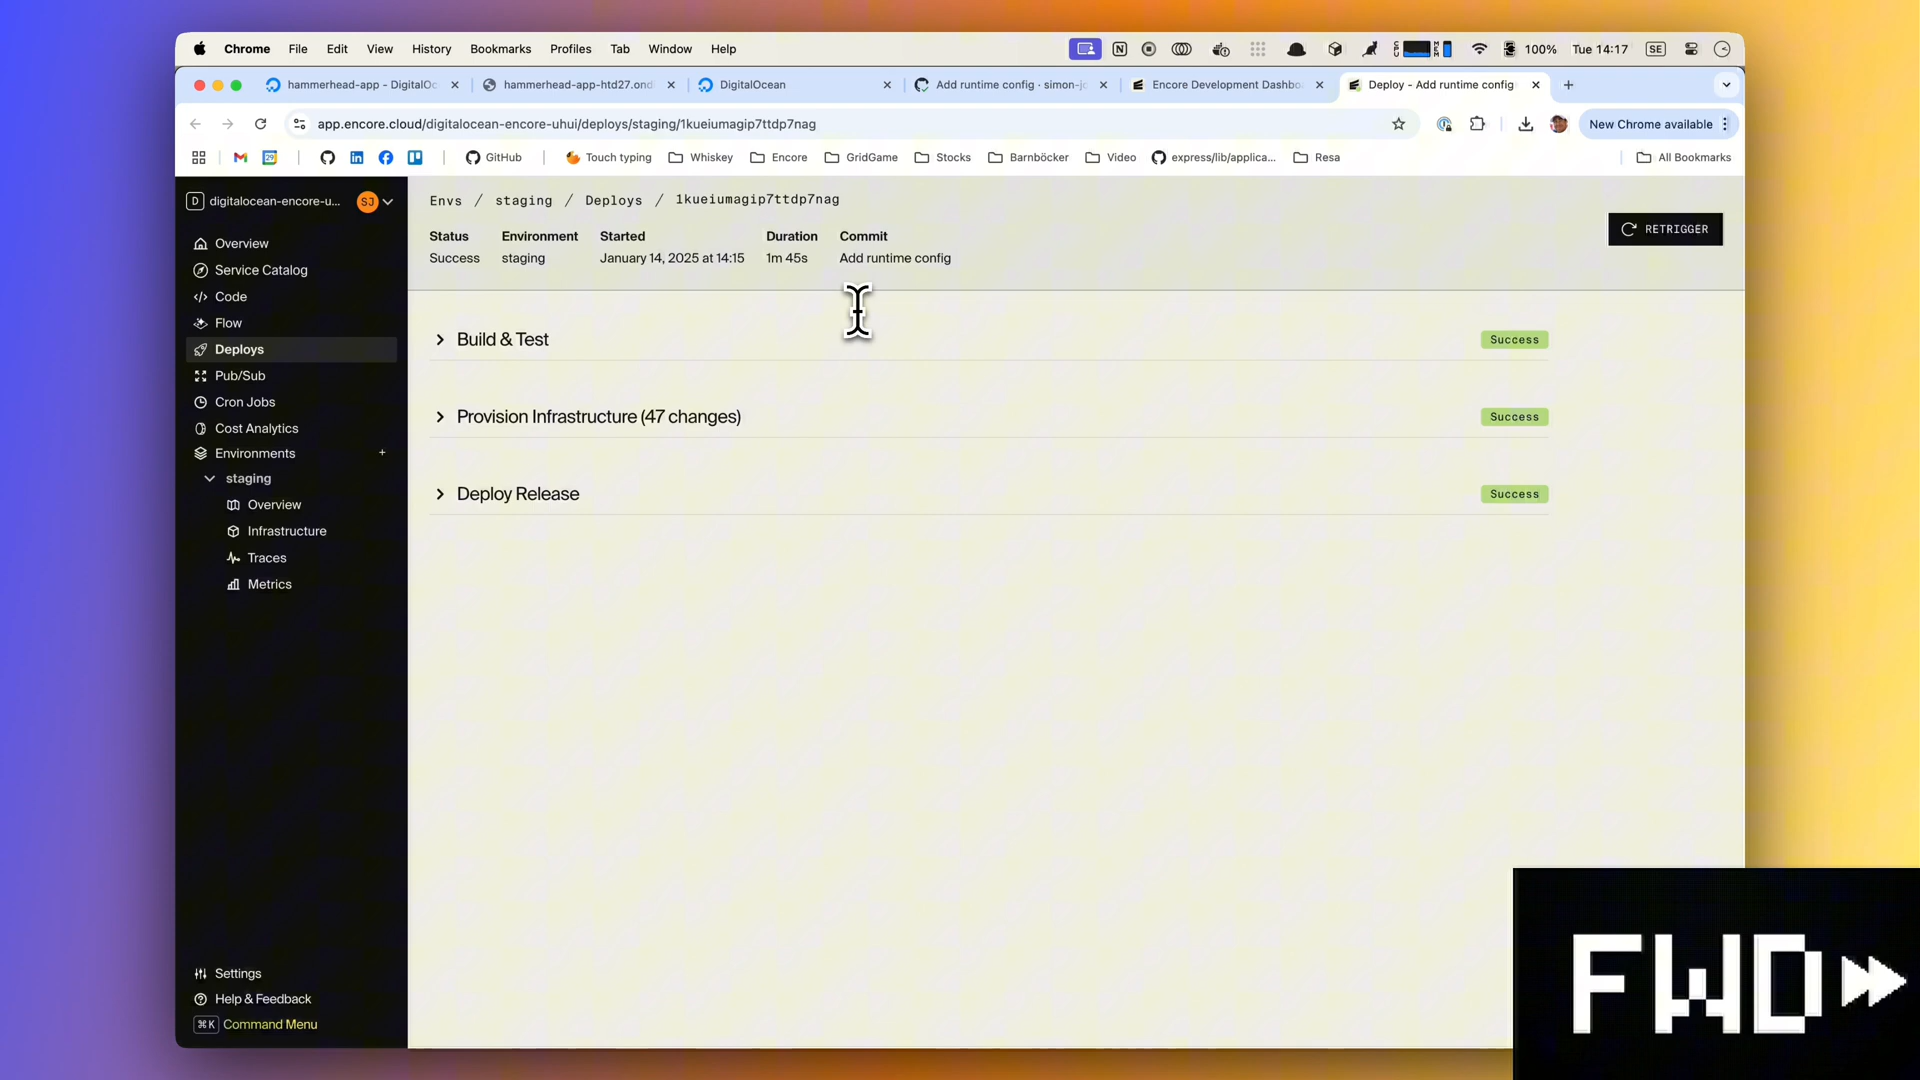 Chrome File Edit View History Bookmarks Profiles Tab Window Help 100% Tue 14:17 SE
hammerhead-app - DigitalOc hammerhead-app-htd27.ond DigitalOcean Add runtime config · simon-jo Encore Development Dashbo Deploy - Add runtime config
app.encore.cloud/digitalocean-encore-uhui/deploys/staging/1kueiumagip7ttdp7nag New Chrome available
GitHub Touch typing Whiskey Encore GridGame Stocks Barnböcker Video express/lib/applica... Resa All Bookmarks
D digitalocean-encore-u... SJ
Overview
Service Catalog
Code
Flow
Deploys
Pub/Sub
Cron Jobs
Cost Analytics
Environments +
staging
Overview
Infrastructure
Traces
Metrics
Settings
Help & Feedback
⌘K Command Menu
Envs / staging / Deploys / 1kueiumagip7ttdp7nag
Status Environment Started Duration Commit
Success staging January 14, 2025 at 14:15 1m 45s Add runtime config
RETRIGGER
Build & Test Success
Provision Infrastructure (47 changes) Success
Deploy Release Success
FWD